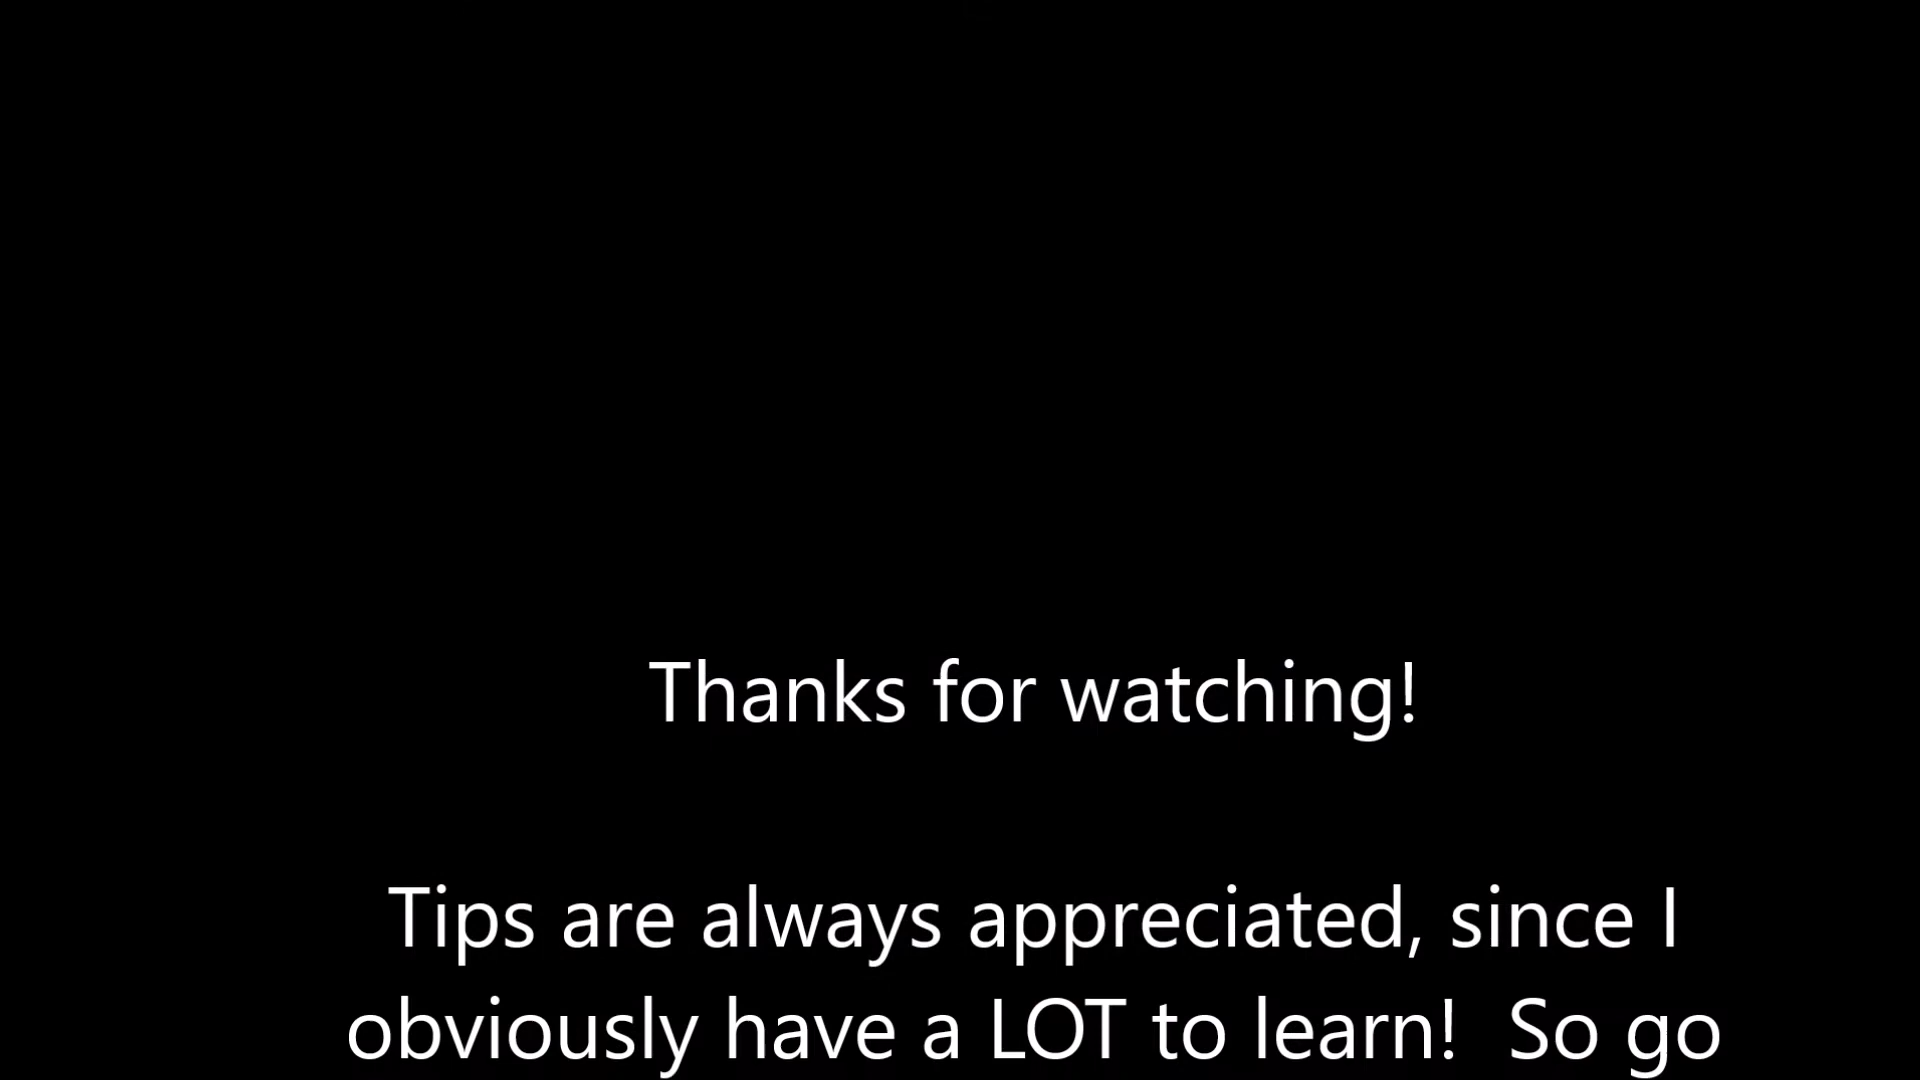 Thanks for watching!
Tips are always appreciated, since I
obviously have a LOT to learn!  So go